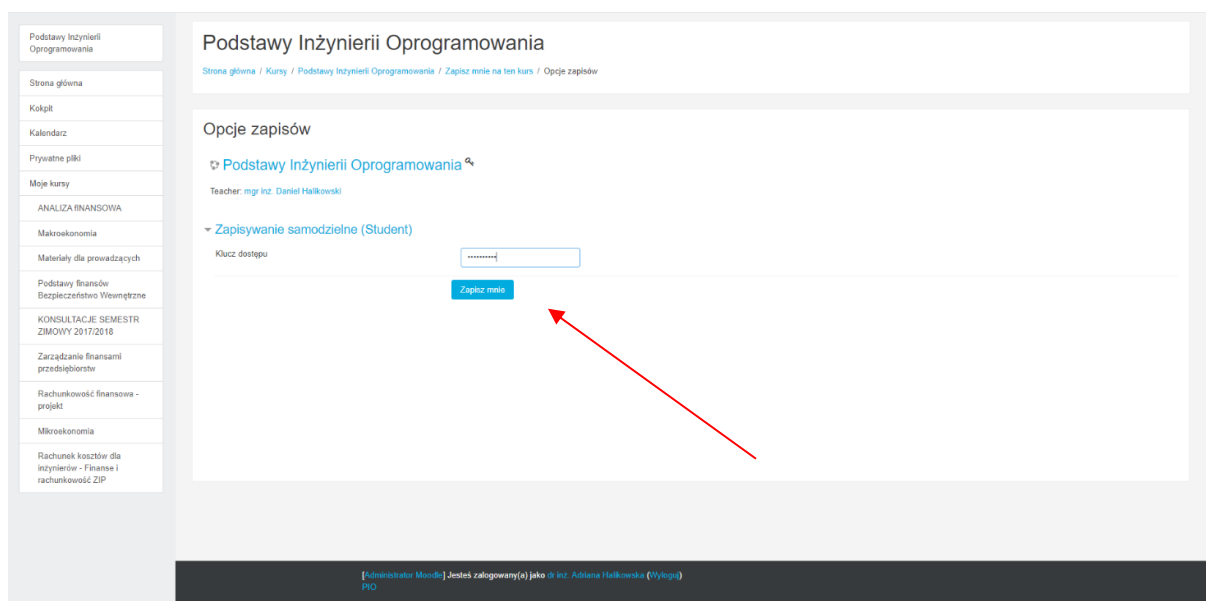 Podstawy Inżynierii
Oprogramowania
Strona główna
Kokpit
Kalendarz
Prywatne pliki
Moje kursy
ANALIZA FINANSOWA
Makroekonomia
Materiały dla prowadzących
Podstawy finansów
Bezpieczeństwo Wewnętrzne
KONSULTACJE SEMESTR
ZIMOWY 2017/2018
Zarządzanie finansami
przedsiębiorstw
Rachunkowość finansowa -
projekt
Mikroekonomia
Rachunek kosztów dla
inżynierów - Finanse i
rachunkowość ZIP
Podstawy Inżynierii Oprogramowania
Strona główna / Kursy / Podstawy Inżynierii Oprogramowania / Zapisz mnie na ten kurs / Opcje zapisów
Opcje zapisów
Podstawy Inżynierii Oprogramowania
Teacher: mgr inż. Daniel Halikowski
Zapisywanie samodzielne (Student)
Klucz dostępu ••••••••••
Zapisz mnie
[Administrator Moodle] Jesteś zalogowany(a) jako dr inż. Adriana Halikowska (Wyloguj)
PIO